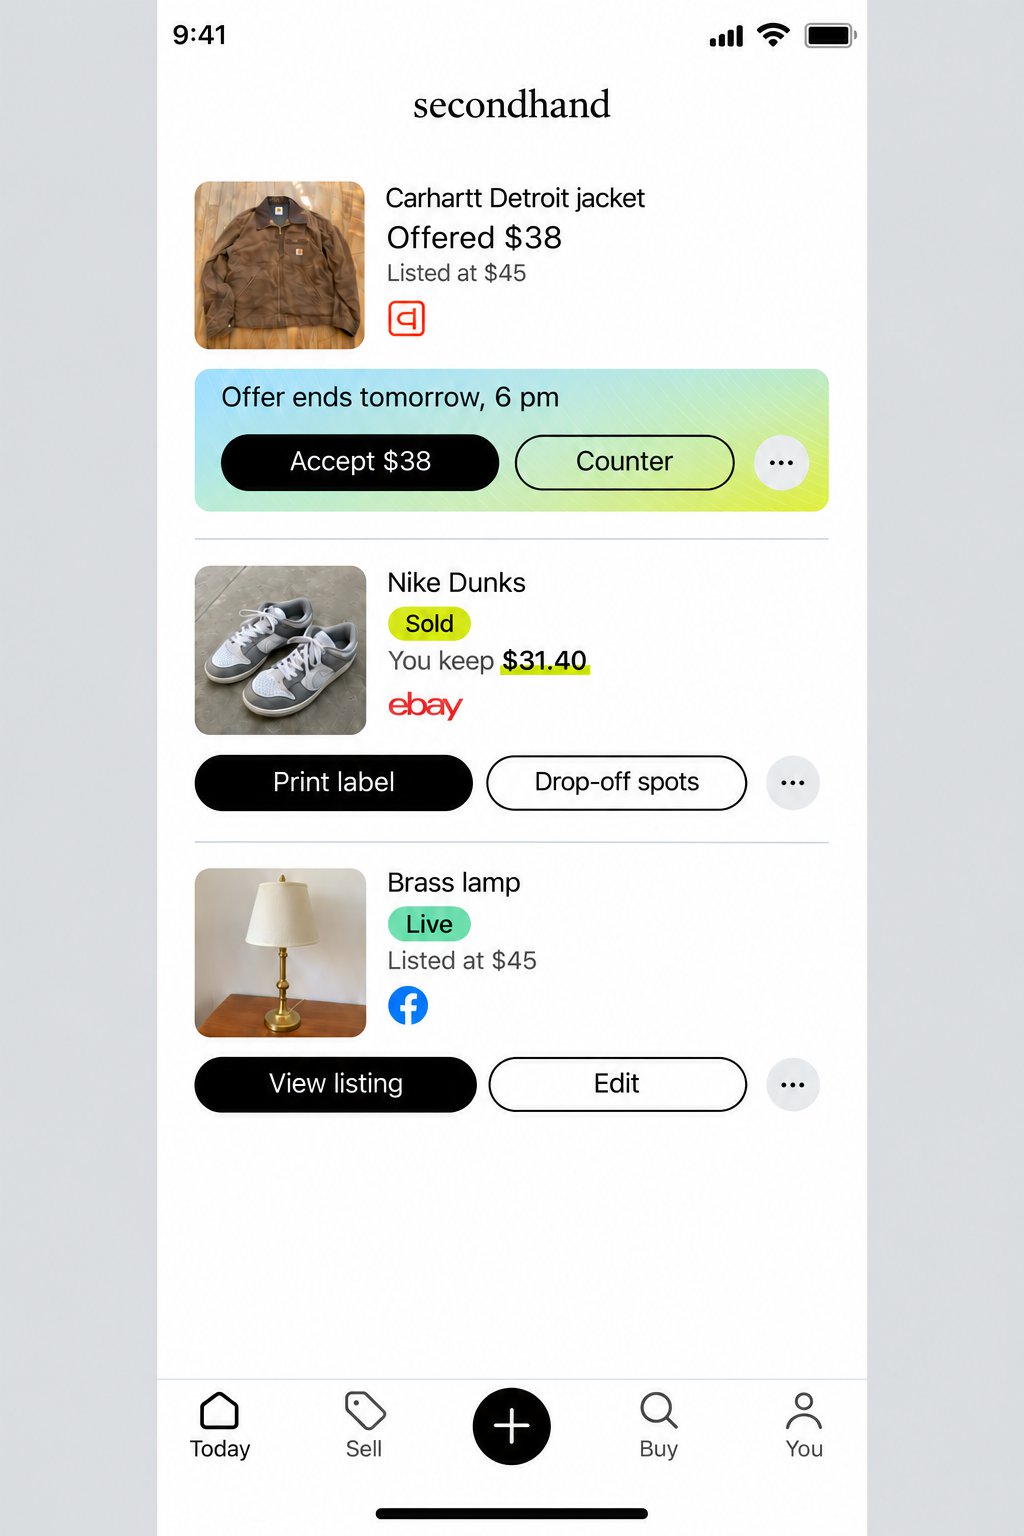 9:41
secondhand
Carhartt Detroit jacket
Offered $38
Listed at $45
Offer ends tomorrow, 6 pm
Accept $38
Counter
Nike Dunks
Sold
You keep $31.40
ebay
Print label
Drop-off spots
Brass lamp
Live
Listed at $45
View listing
Edit
Today
Sell
Buy
You